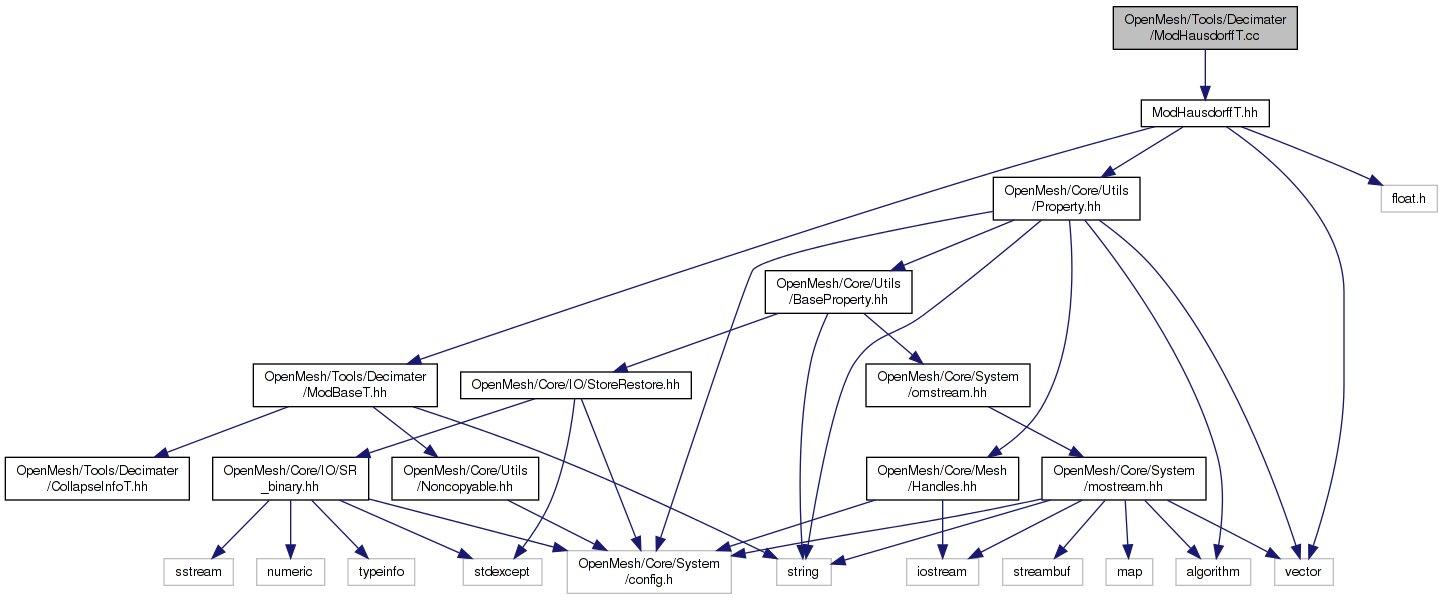 OpenMesh/Tools/Decimater
/ModHausdorffT.cc
ModHausdorffT.hh
OpenMesh/Core/Utils
/Property.hh
float.h
OpenMesh/Core/Utils
/BaseProperty.hh
OpenMesh/Tools/Decimater
/ModBaseT.hh
OpenMesh/Core/IO/StoreRestore.hh
OpenMesh/Core/System
/omstream.hh
OpenMesh/Tools/Decimater
/CollapseInfoT.hh
OpenMesh/Core/IO/SR
_binary.hh
OpenMesh/Core/Utils
/Noncopyable.hh
OpenMesh/Core/Mesh
/Handles.hh
OpenMesh/Core/System
/mostream.hh
sstream
numeric
typeinfo
stdexcept
OpenMesh/Core/System
/config.h
string
iostream
streambuf
map
algorithm
vector